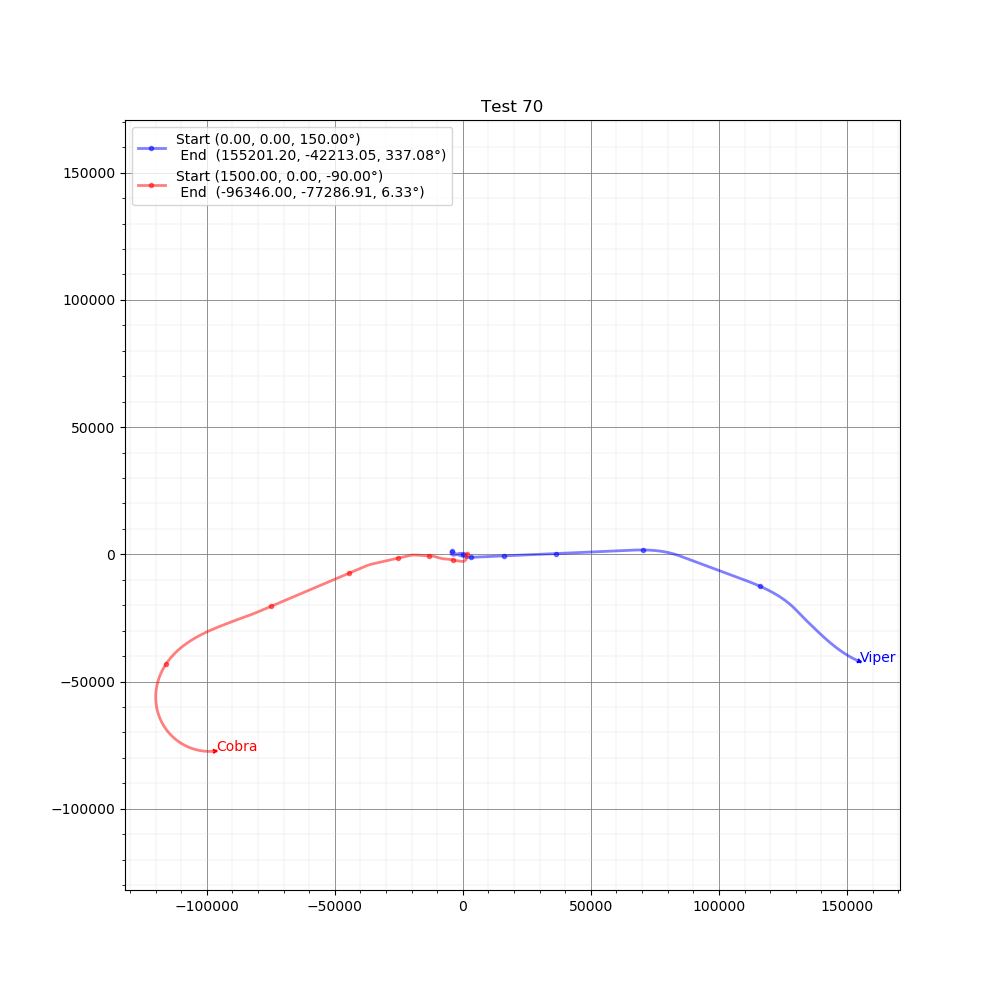 Test 70
Start (0.00, 0.00, 150.00°)
End (155201.20, -42213.05, 337.08°)
Start (1500.00, 0.00, -90.00°)
End (-96346.00, -77286.91, 6.33°)
150000
100000
50000
0
−50000
−100000
Viper
Cobra
−100000 −50000 0 50000 100000 150000